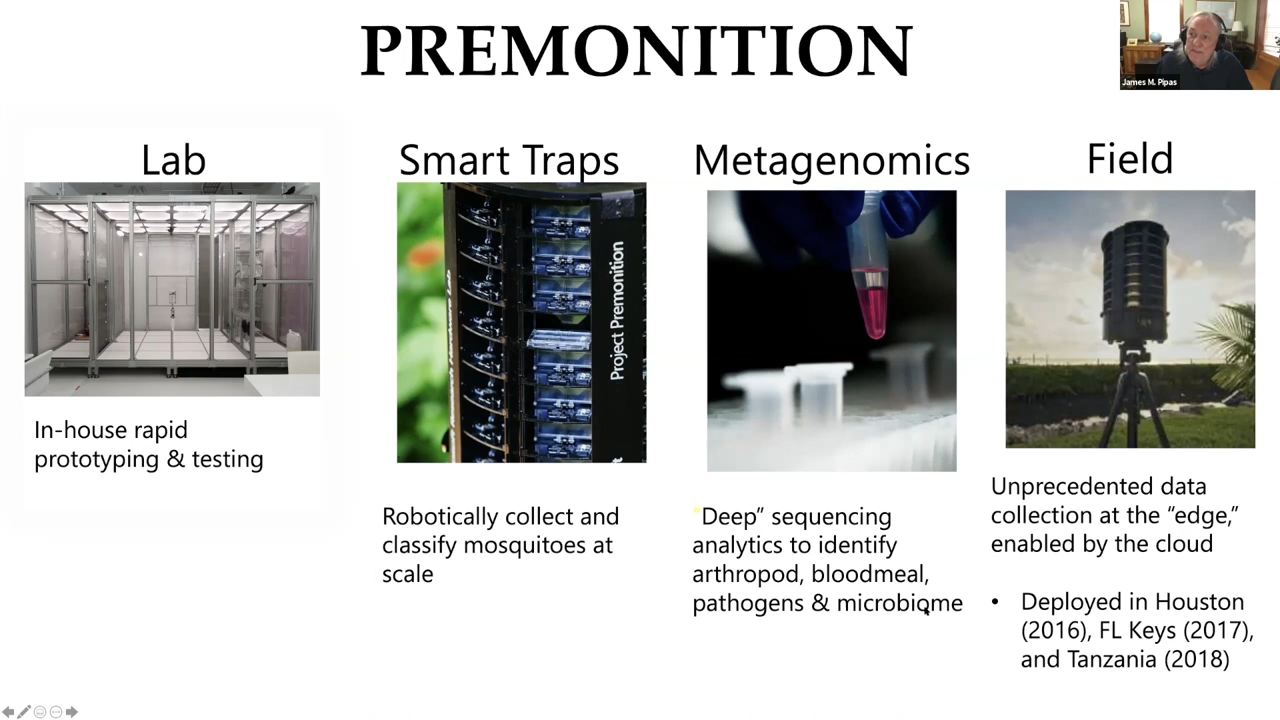 PREMONITION
James M. Pipas
Lab
In-house rapid
prototyping & testing
Smart Traps
Project Premonition
Robotically collect and
classify mosquitoes at
scale
Metagenomics
“Deep” sequencing
analytics to identify
arthropod, bloodmeal,
pathogens & microbiome
Field
Unprecedented data
collection at the “edge,”
enabled by the cloud
• Deployed in Houston
(2016), FL Keys (2017),
and Tanzania (2018)